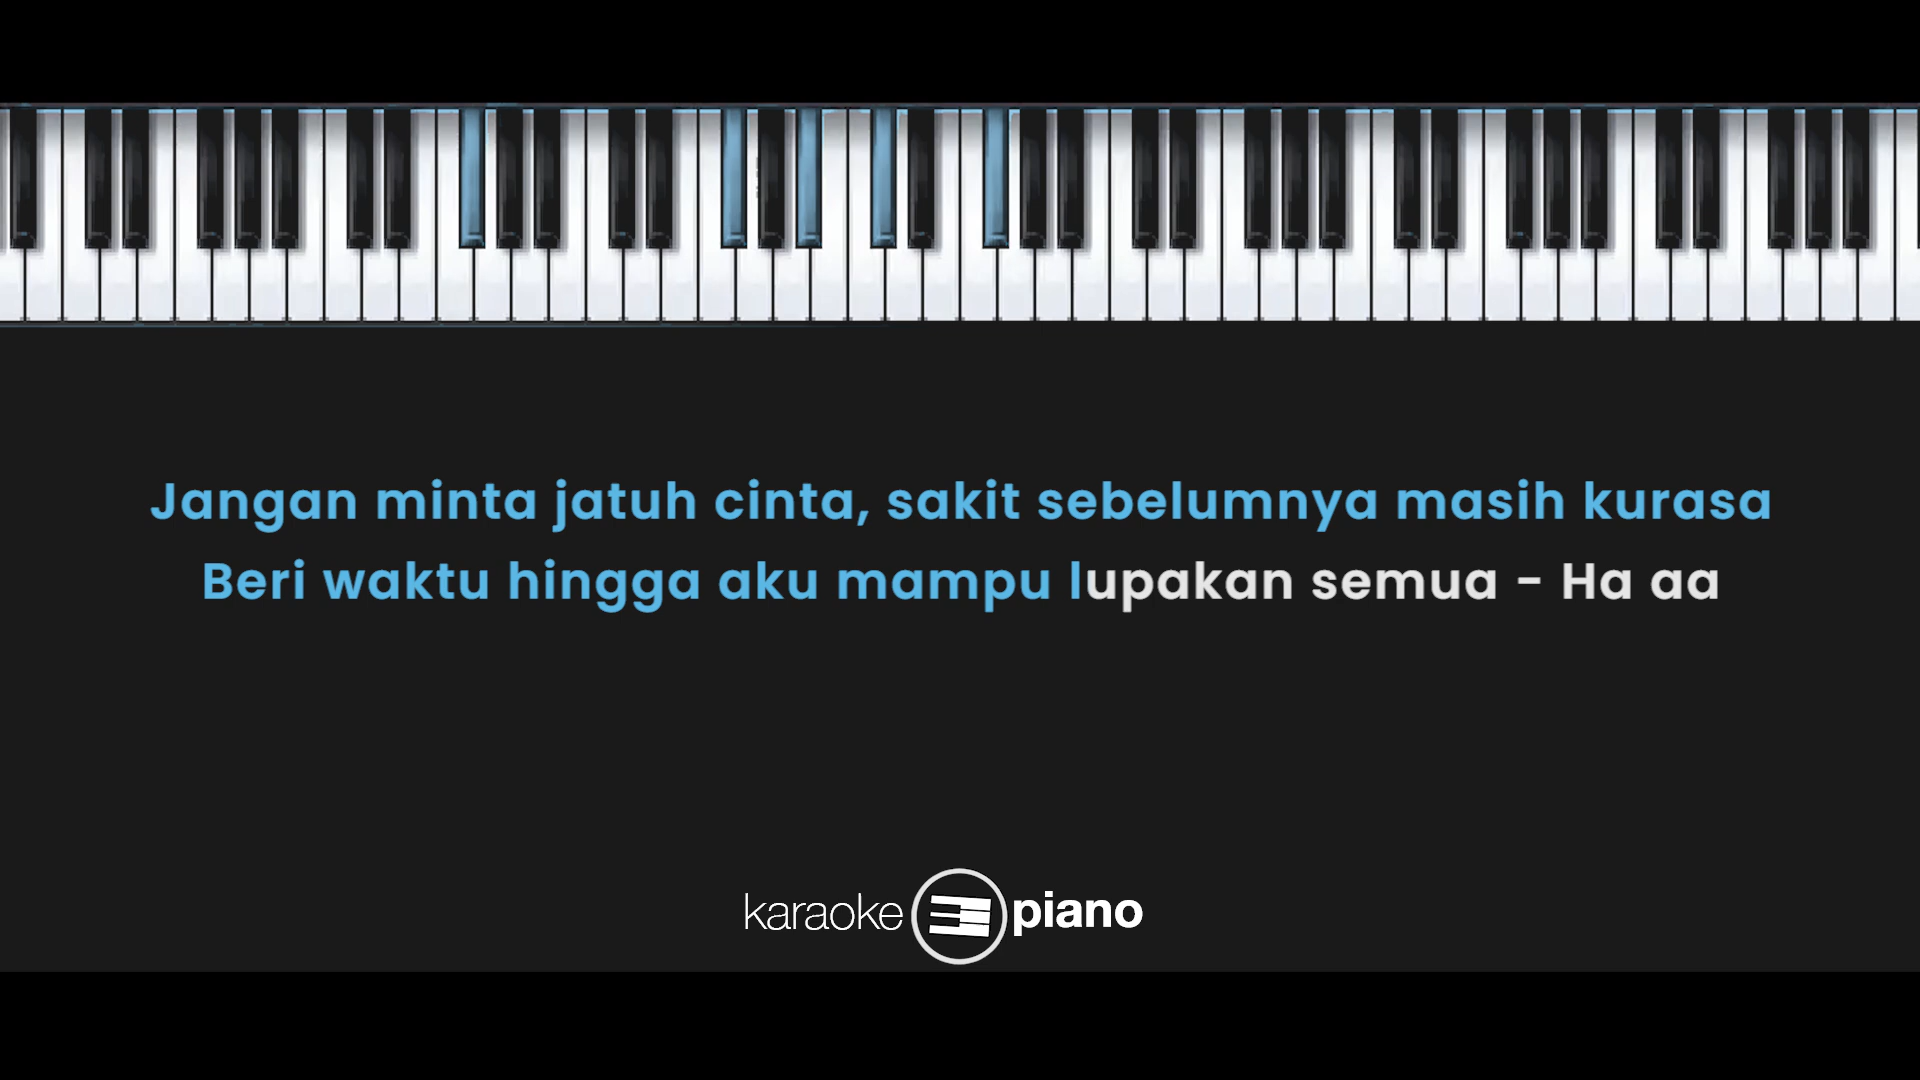 Jangan minta jatuh cinta, sakit sebelumnya masih kurasa
Beri waktu hingga aku mampu lupakan semua - Ha aa
karaoke piano